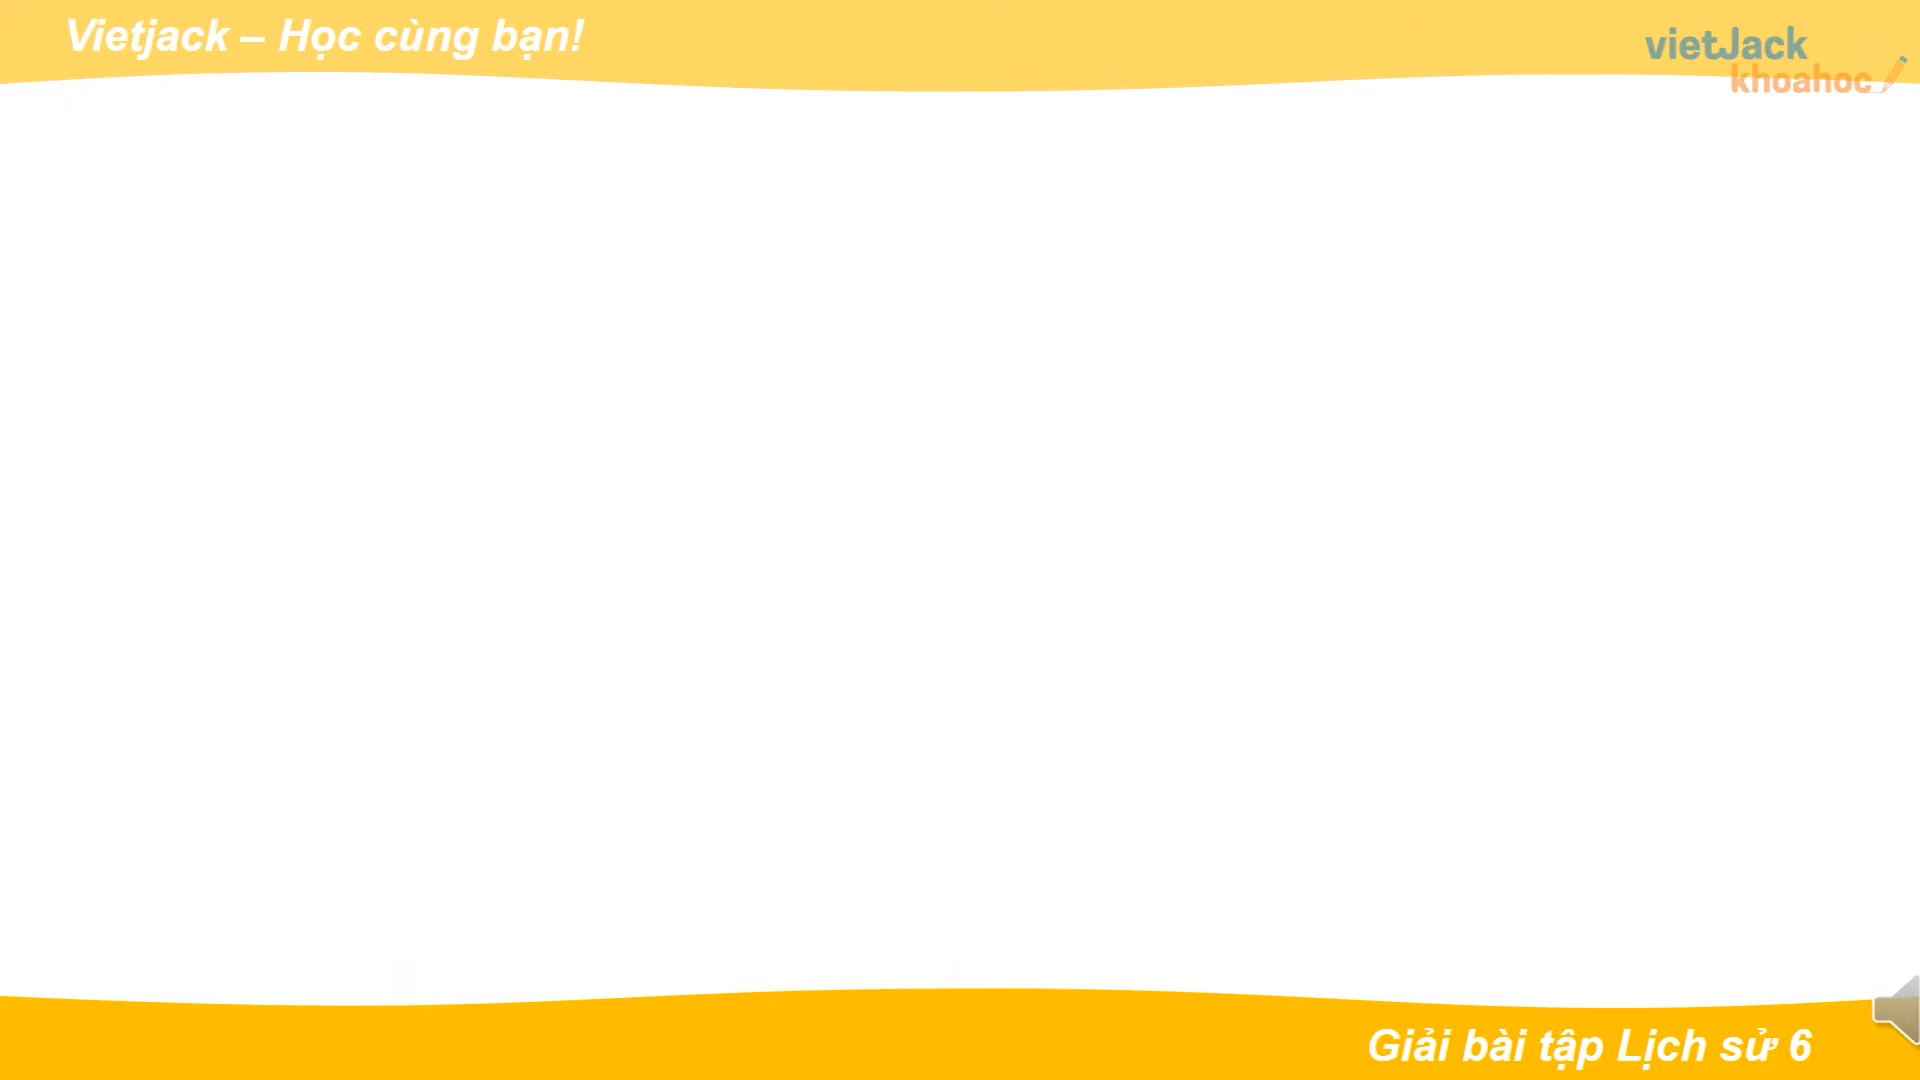 Vietjack – Học cùng bạn!
vietJack
khoahoc
Giải bài tập Lịch sử 6